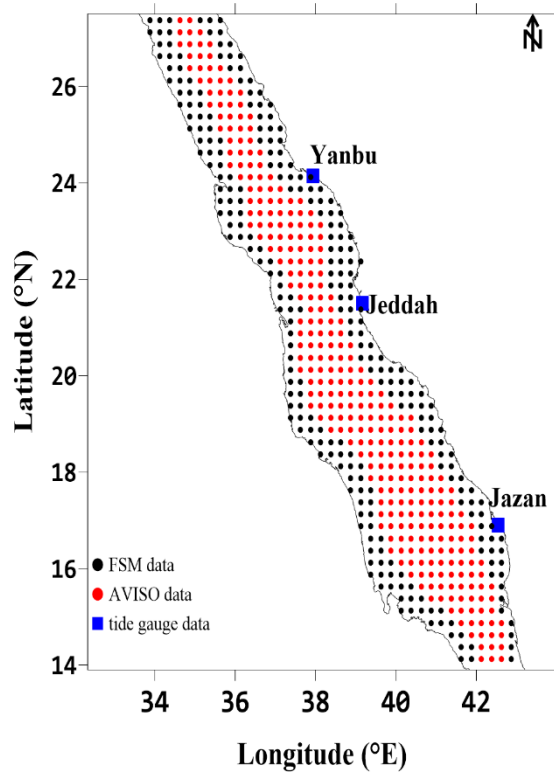 N
26
Yanbu
24
22
Jeddah
20
18
Jazan
16
14
Latitude (°N)
FSM data
AVISO data
tide gauge data
34 36 38 40 42
Longitude (°E)